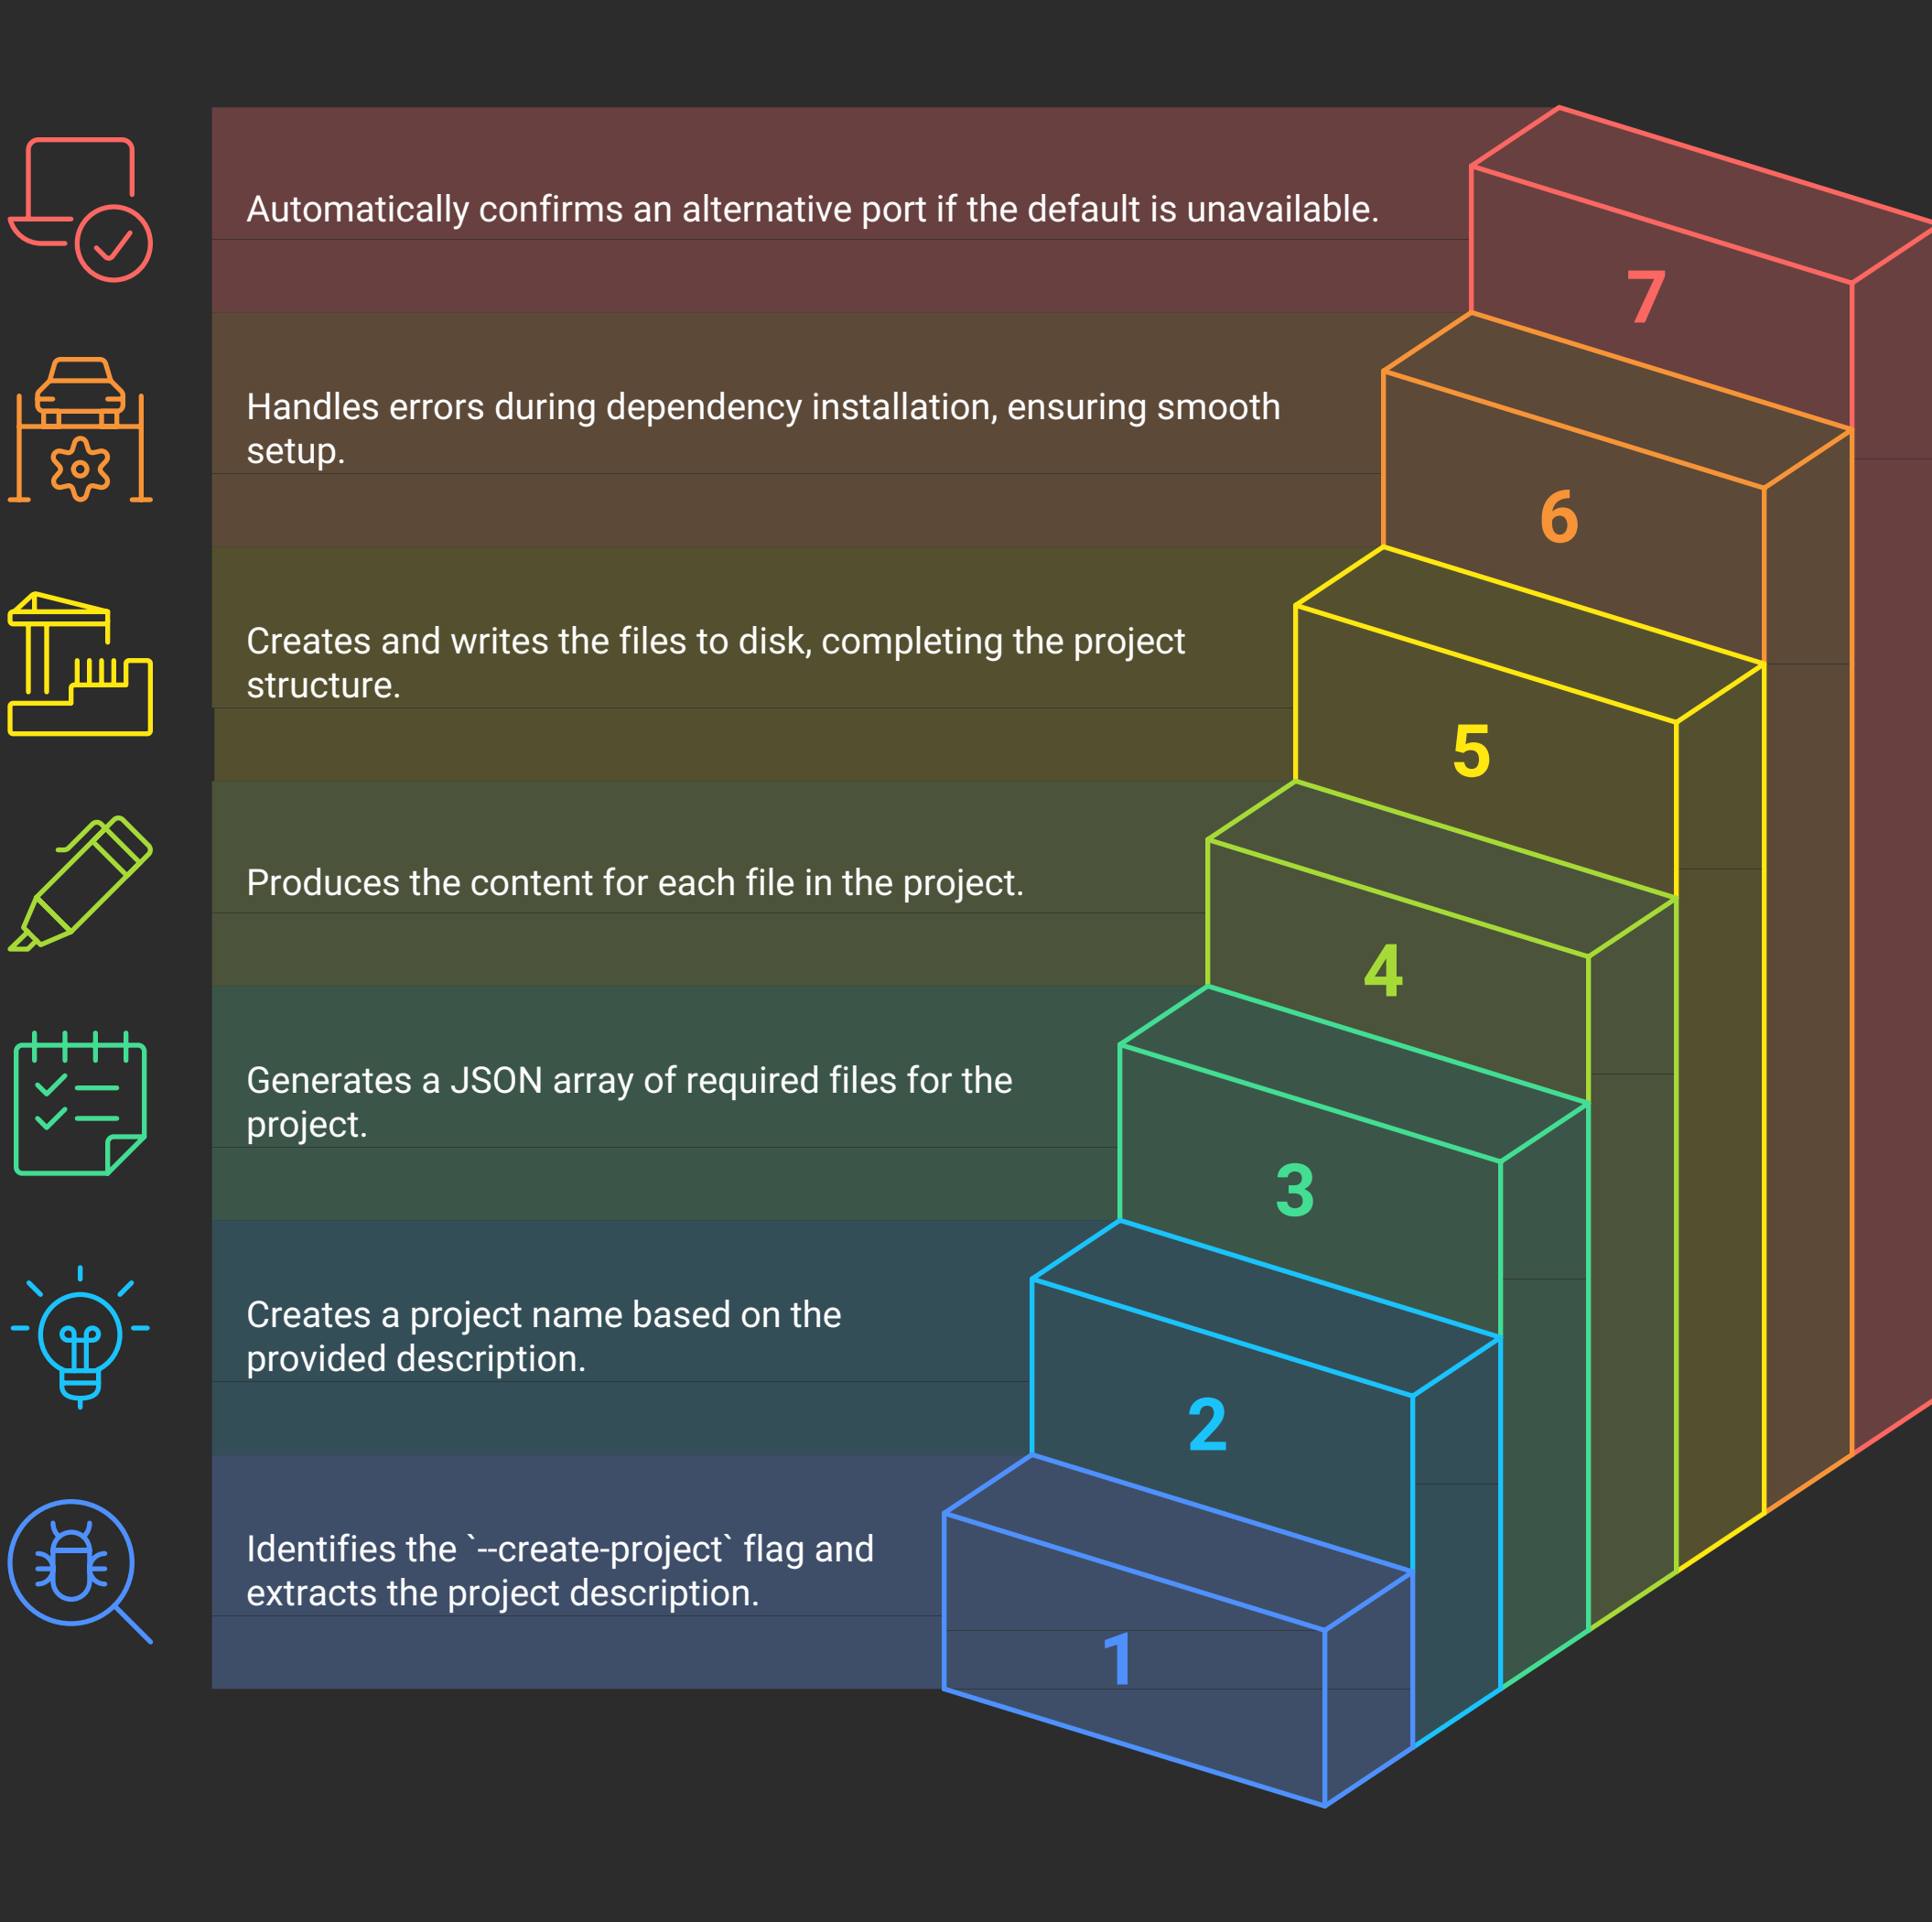 Automatically confirms an alternative port if the default is unavailable.
7
Handles errors during dependency installation, ensuring smooth
setup.
6
Creates and writes the files to disk, completing the project
structure.
5
Produces the content for each file in the project.
4
Generates a JSON array of required files for the
project.
3
Creates a project name based on the
provided description.
2
Identifies the `--create-project` flag and
extracts the project description.
1